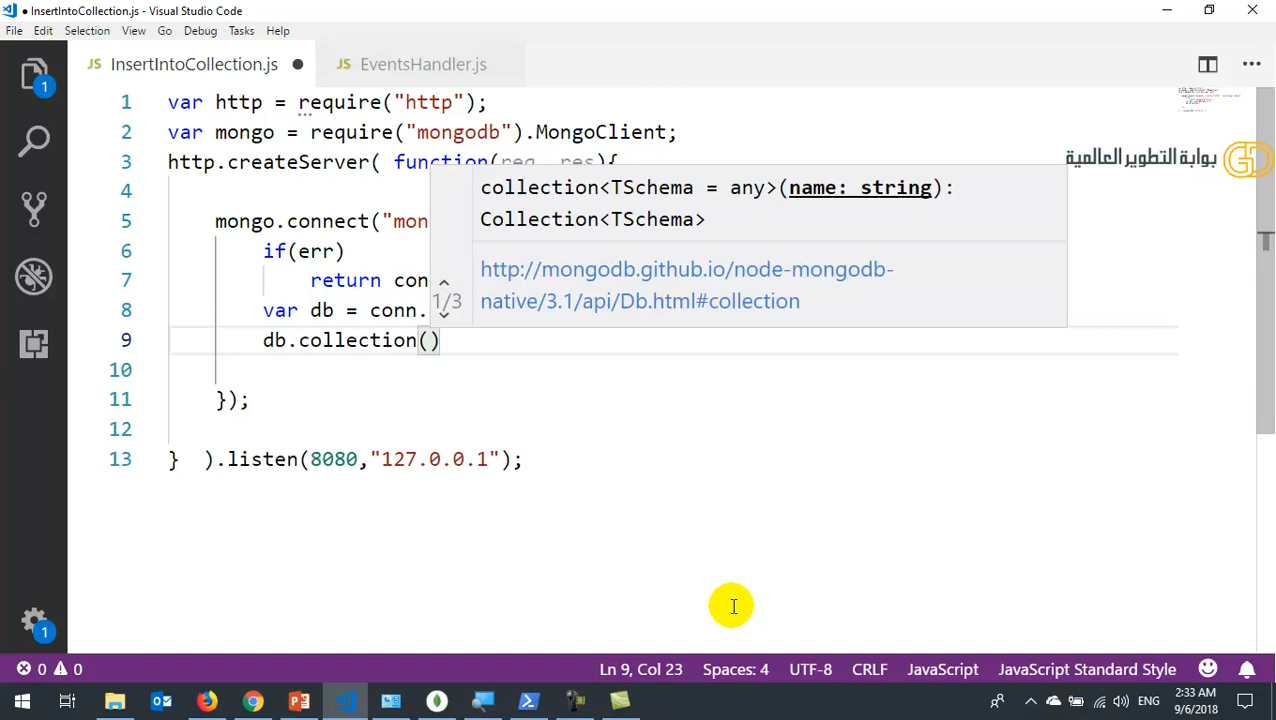 ● InsertIntoCollection.js - Visual Studio Code
File Edit Selection View Go Debug Tasks Help
JS InsertIntoCollection.js ● JS EventsHandler.js
1 var http = require("http");
2 var mongo = require("mongodb").MongoClient;
3 http.createServer( function(req, res){
بوابة التطوير العالمية
4
collection<TSchema = any>(name: string):
Collection<TSchema>
5 mongo.connect("mon
6 if(err)
http://mongodb.github.io/node-mongodb-
native/3.1/api/Db.html#collection
7 return con
1/3
8 var db = conn.
9 db.collection()
10
11 });
12
13 } ).listen(8080,"127.0.0.1");
1
1
0 0 Ln 9, Col 23 Spaces: 4 UTF-8 CRLF JavaScript JavaScript Standard Style
ENG 2:33 AM
9/6/2018